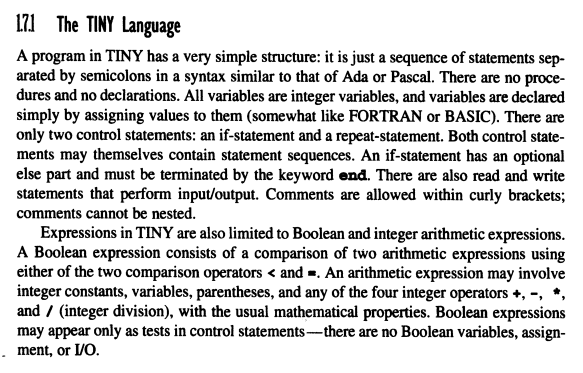 1.7.1 The TINY Language
A program in TINY has a very simple structure: it is just a sequence of statements sep-
arated by semicolons in a syntax similar to that of Ada or Pascal. There are no proce-
dures and no declarations. All variables are integer variables, and variables are declared
simply by assigning values to them (somewhat like FORTRAN or BASIC). There are
only two control statements: an if-statement and a repeat-statement. Both control state-
ments may themselves contain statement sequences. An if-statement has an optional
else part and must be terminated by the keyword end. There are also read and write
statements that perform input/output. Comments are allowed within curly brackets;
comments cannot be nested.
Expressions in TINY are also limited to Boolean and integer arithmetic expressions.
A Boolean expression consists of a comparison of two arithmetic expressions using
either of the two comparison operators < and =. An arithmetic expression may involve
integer constants, variables, parentheses, and any of the four integer operators +, -, *,
and / (integer division), with the usual mathematical properties. Boolean expressions
may appear only as tests in control statements—there are no Boolean variables, assign-
ment, or I/O.